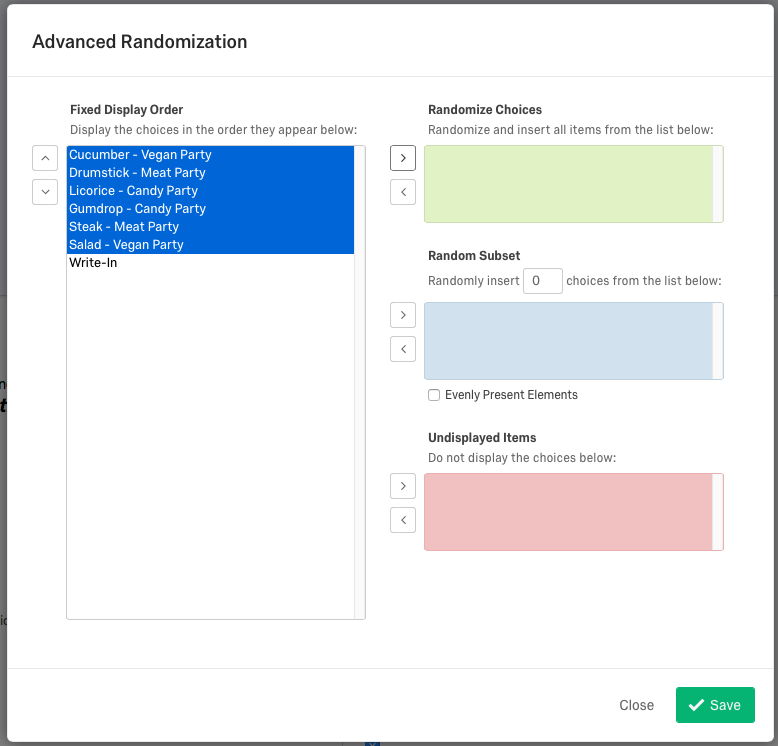 Advanced Randomization
Fixed Display Order
Display the choices in the order they appear below:
Cucumber - Vegan Party
Drumstick - Meat Party
Licorice - Candy Party
Gumdrop - Candy Party
Steak - Meat Party
Salad - Vegan Party
Write-In
Randomize Choices
Randomize and insert all items from the list below:
Random Subset
Randomly insert 0 choices from the list below:
Evenly Present Elements
Undisplayed Items
Do not display the choices below:
Close
Save